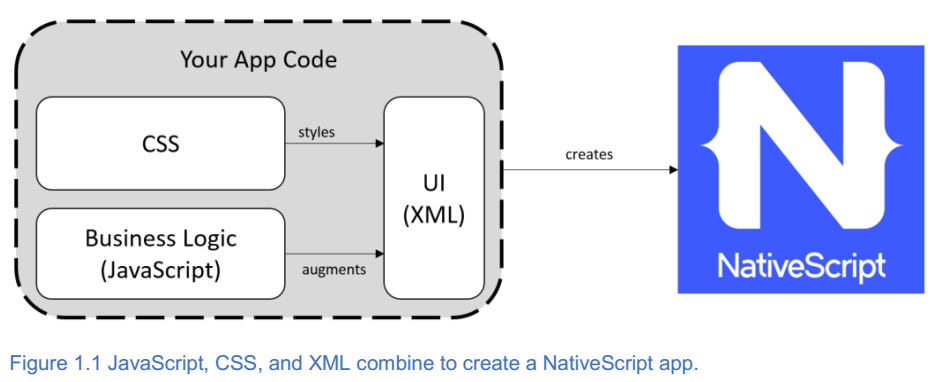 Your App Code
CSS
styles
Business Logic
(JavaScript)
augments
UI
(XML)
creates
NativeScript
Figure 1.1 JavaScript, CSS, and XML combine to create a NativeScript app.